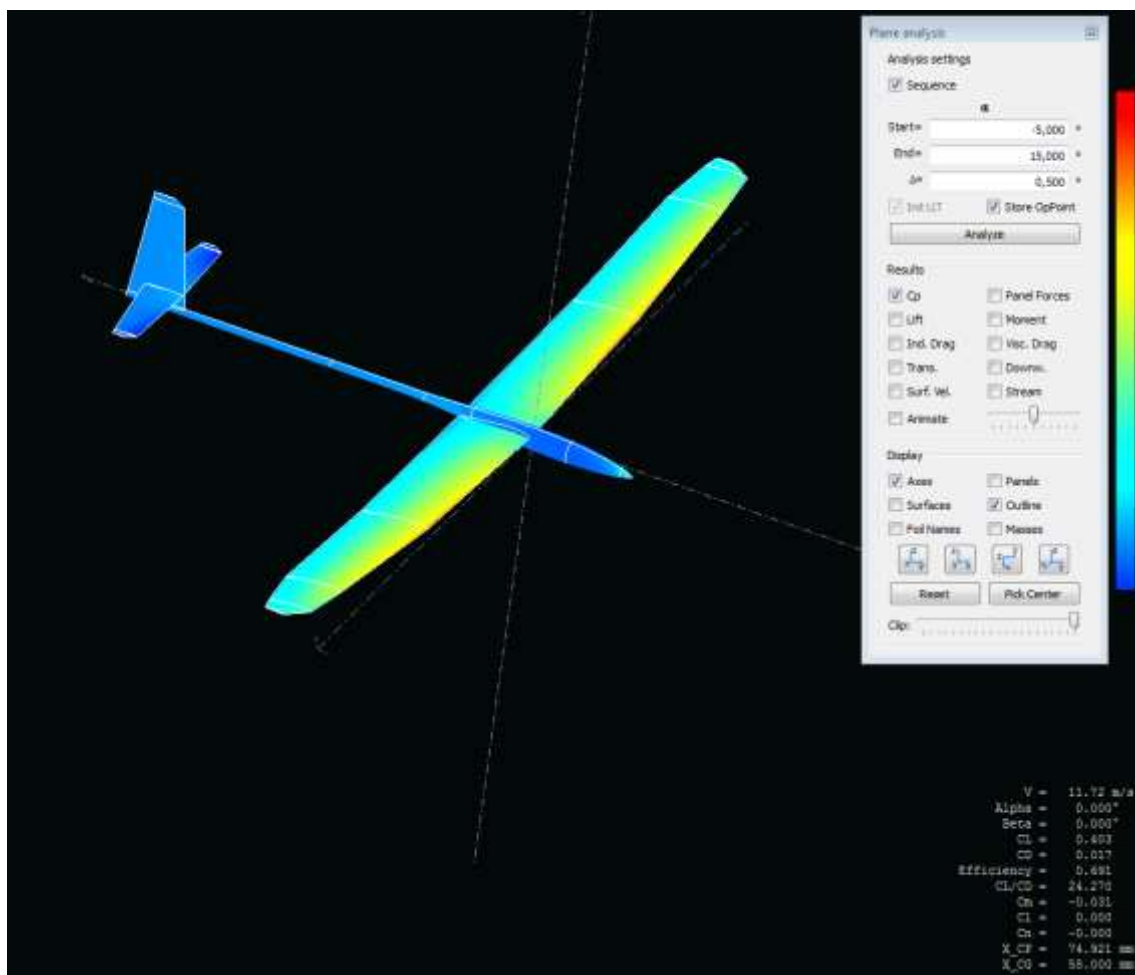 Plane analysis
Analysis settings
Sequence
α
Start= -5,000 °
End= 15,000 °
Δ= 0,500 °
Init LLT Store OpPoint
Analyze
Results
Cp Panel Forces
Lift Moment
Ind. Drag Visc. Drag
Trans. Downw.
Surf. Vel. Stream
Animate
Display
Axes Panels
Surfaces Outline
Foil Names Masses
Reset Pick Center
Clip:
V = 11.72 m/s
Alpha = 0.000°
Beta = 0.000°
CL = 0.403
CD = 0.017
Efficiency = 0.691
CL/CD = 24.270
Cm = -0.031
Cl = 0.000
Cn = -0.000
X_CP = 74.921 mm
X_CG = 55.000 mm